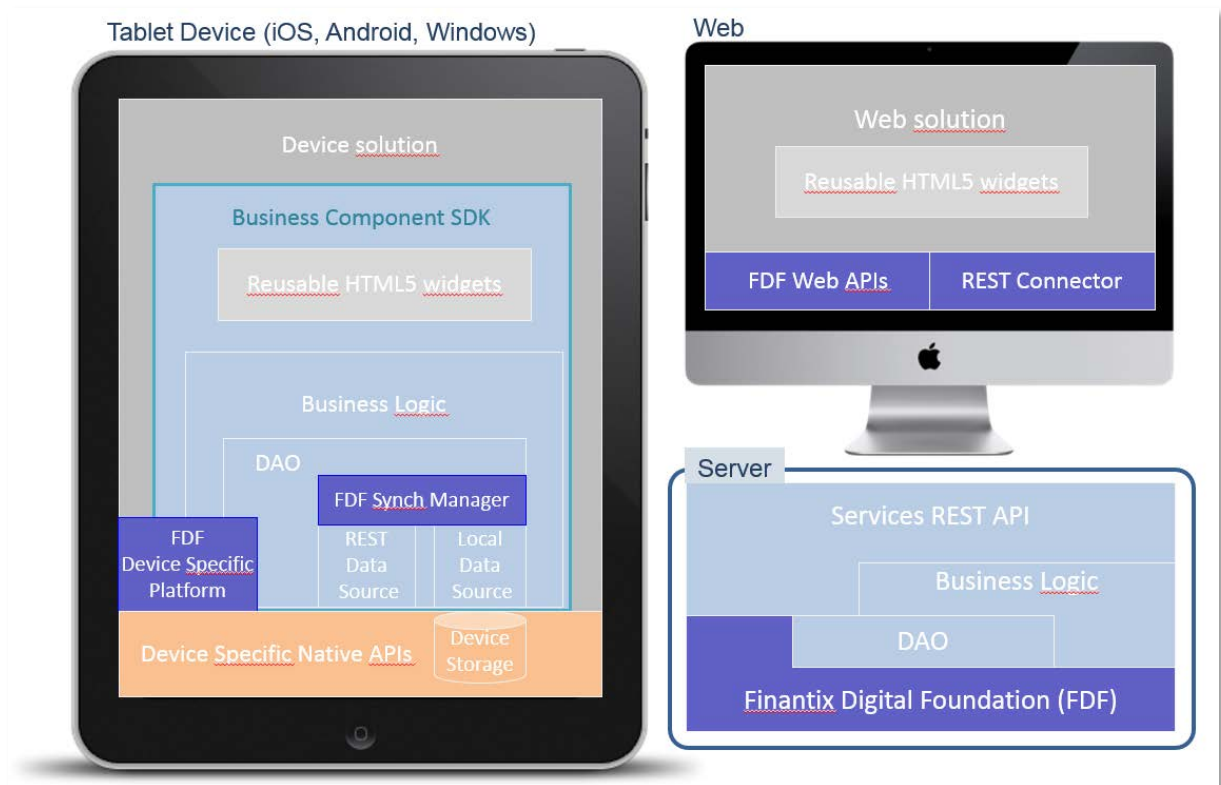 Tablet Device (iOS, Android, Windows)
Device solution
Business Component SDK
Reusable HTML5 widgets
Business Logic
DAO
FDF Synch Manager
FDF
Device Specific
Platform
REST
Data
Source
Local
Data
Source
Device Specific Native APIs
Device
Storage
Web
Web solution
Reusable HTML5 widgets
FDF Web APIs
REST Connector
Server
Services REST API
Business Logic
DAO
Finantix Digital Foundation (FDF)